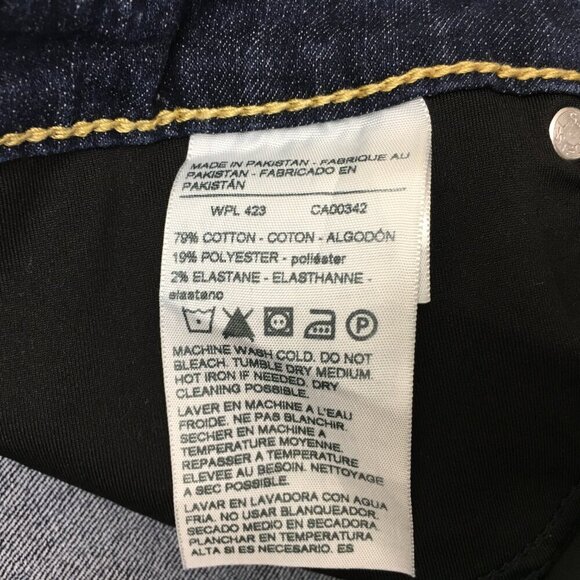 MADE IN PAKISTAN - FABRIQUE AU
PAKISTAN - FABRICADO EN
PAKISTÁN
WPL 423 CA00342
79% COTTON - COTON - ALGODÓN
19% POLYESTER - poliéster
2% ELASTANE - ELASTHANNE -
elastano
P
MACHINE WASH COLD. DO NOT
BLEACH. TUMBLE DRY MEDIUM.
HOT IRON IF NEEDED. DRY
CLEANING POSSIBLE.
LAVER EN MACHINE A L'EAU
FROIDE. NE PAS BLANCHIR.
SECHER EN MACHINE A
TEMPERATURE MOYENNE.
REPASSER A TEMPERATURE
ELEVEE AU BESOIN. NETTOYAGE
A SEC POSSIBLE.
LAVAR EN LAVADORA CON AGUA
FRIA. NO USAR BLANQUEADOR.
SECADO MEDIO EN SECADORA.
PLANCHAR EN TEMPERATURA
ALTA SI ES NECESARIO. ES